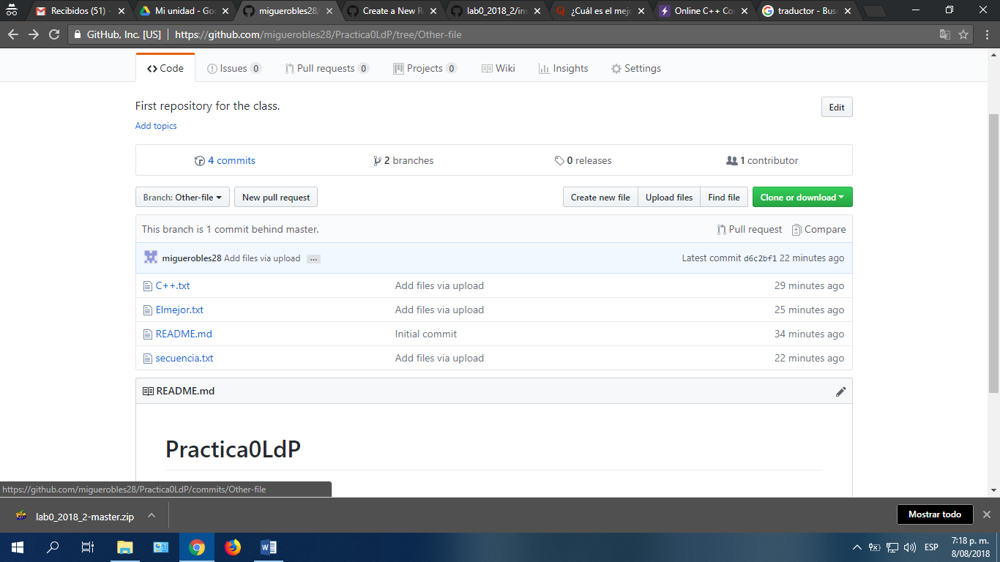 Recibidos (51) -
Mi unidad - Goo
miguerobles28/
Create a New R
lab0_2018_2/ins
¿Cuál es el mej
Online C++ Co
traductor - Bus
GitHub, Inc. [US] | https://github.com/miguerobles28/Practica0LdP/tree/Other-file
Code
Issues 0
Pull requests 0
Projects 0
Wiki
Insights
Settings
First repository for the class.
Edit
Add topics
4 commits
2 branches
0 releases
1 contributor
Branch: Other-file
New pull request
Create new file
Upload files
Find file
Clone or download
This branch is 1 commit behind master.
Pull request
Compare
miguerobles28 Add files via upload ...
Latest commit d6c2bf1 22 minutes ago
C++.txt Add files via upload 29 minutes ago
Elmejor.txt Add files via upload 25 minutes ago
README.md Initial commit 34 minutes ago
secuencia.txt Add files via upload 22 minutes ago
README.md
Practica0LdP
https://github.com/miguerobles28/Practica0LdP/commits/Other-file
lab0_2018_2-master.zip
Mostrar todo
ESP
7:18 p. m.
8/08/2018